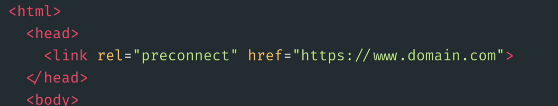 <html>
<head>
<link rel="preconnect" href="https://www.domain.com">
</head>
<body>